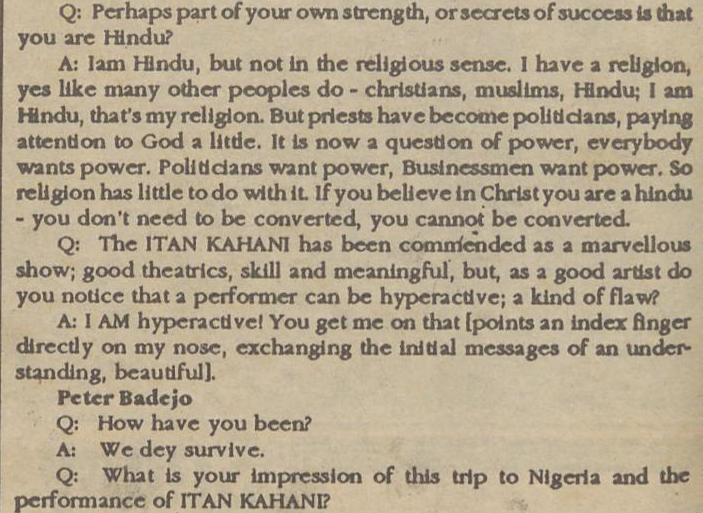 Q: Perhaps part of your own strength, or secrets of success is that
you are Hindu?
A: Iam Hindu, but not in the religious sense. I have a religion,
yes like many other peoples do - christians, muslims, Hindu; I am
Hindu, that's my religion. But priests have become politicians, paying
attention to God a little. It is now a question of power, everybody
wants power. Politicians want power, Businessmen want power. So
religion has little to do with it. If you believe in Christ you are a hindu
- you don't need to be converted, you cannot be converted.
Q: The ITAN KAHANI has been commended as a marvellous
show; good theatrics, skill and meaningful, but, as a good artist do
you notice that a performer can be hyperactive; a kind of flaw?
A: I AM hyperactive! You get me on that [points an index finger
directly on my nose, exchanging the initial messages of an under-
standing, beautiful].
Peter Badejo
Q: How have you been?
A: We dey survive.
Q: What is your impression of this trip to Nigeria and the
performance of ITAN KAHANI?